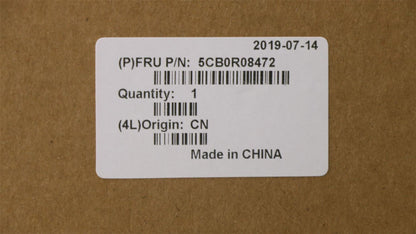 2019-07-14
(P)FRU P/N: 5CB0R08472
Quantity: 1
(4L)Origin: CN
Made in CHINA